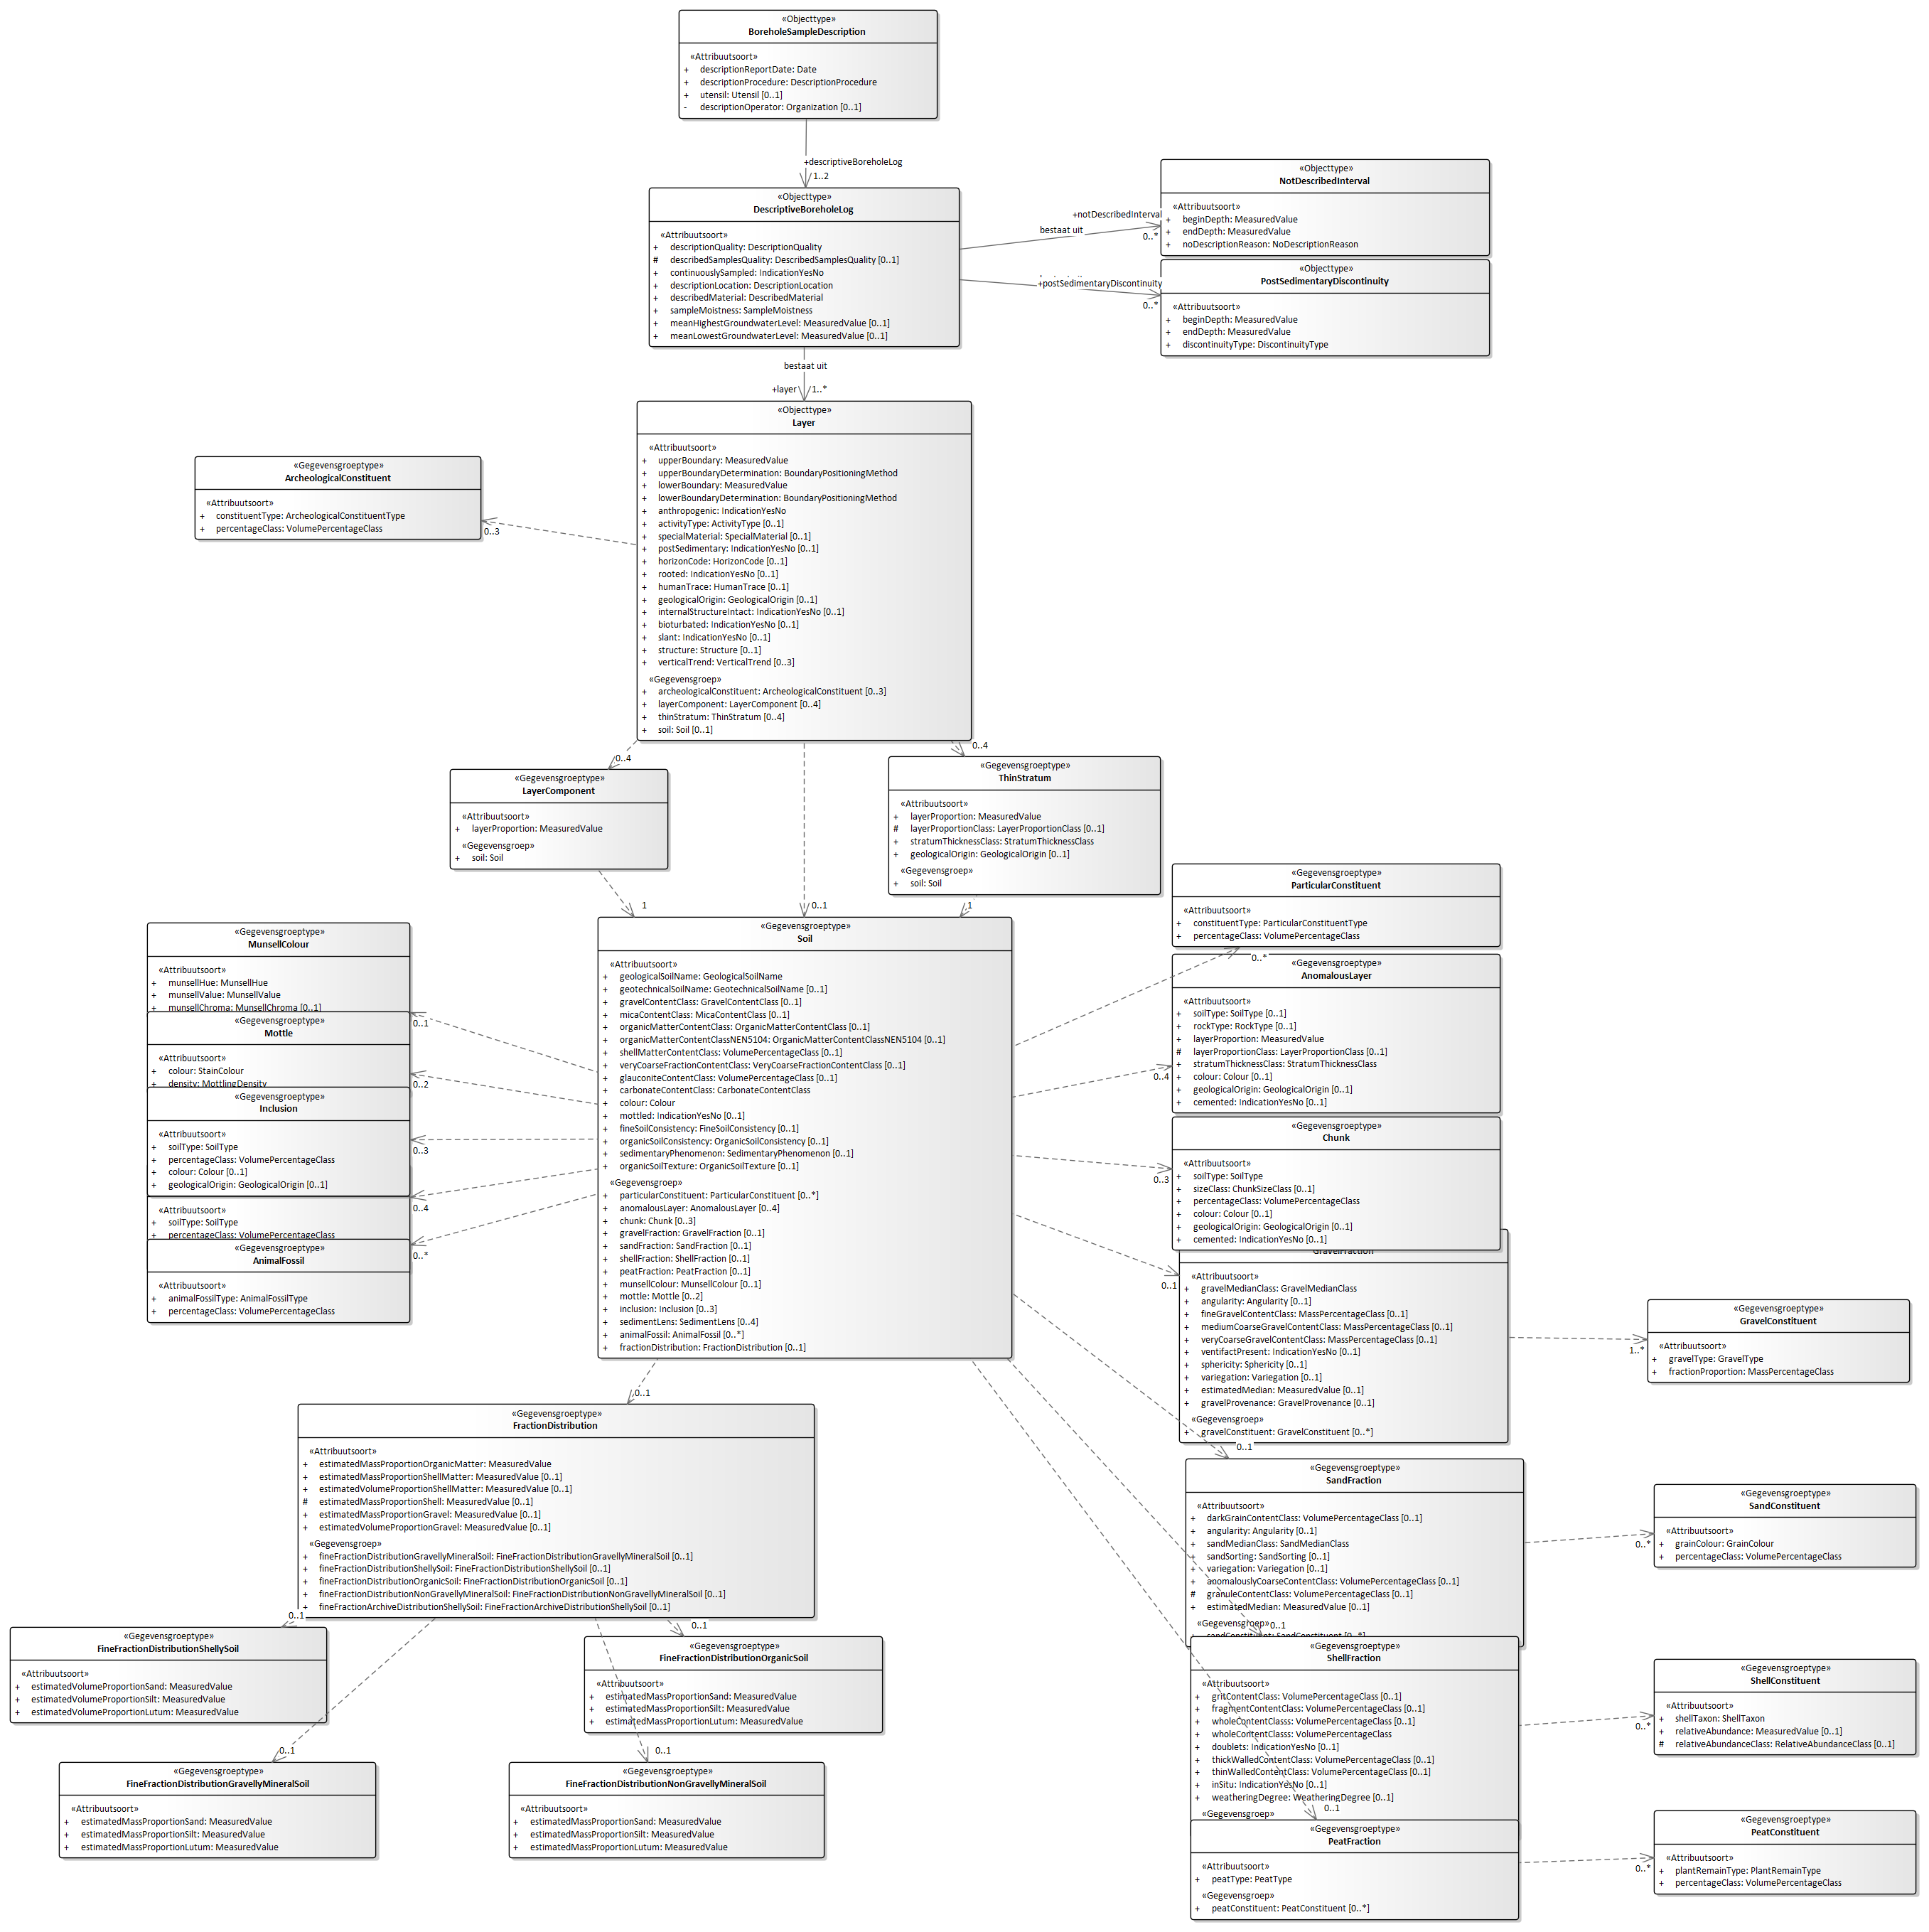 «Objecttype»
BoreholeSampleDescription
«Attribuutsoort»
+ descriptionReportDate: Date
+ descriptionProcedure: DescriptionProcedure
+ utensil: Utensil [0..1]
- descriptionOperator: Organization [0..1]
+descriptiveBoreholeLog
1..2
«Objecttype»
DescriptiveBoreholeLog
«Attribuutsoort»
+ descriptionQuality: DescriptionQuality
# describedSamplesQuality: DescribedSamplesQuality [0..1]
+ continuouslySampled: IndicationYesNo
+ descriptionLocation: DescriptionLocation
+ describedMaterial: DescribedMaterial
+ sampleMoistness: SampleMoistness
+ meanHighestGroundwaterLevel: MeasuredValue [0..1]
+ meanLowestGroundwaterLevel: MeasuredValue [0..1]
+notDescribedInterval
bestaat uit
0..*
«Objecttype»
NotDescribedInterval
«Attribuutsoort»
+ beginDepth: MeasuredValue
+ endDepth: MeasuredValue
+ noDescriptionReason: NoDescriptionReason
+postSedimentaryDiscontinuity
0..*
«Objecttype»
PostSedimentaryDiscontinuity
«Attribuutsoort»
+ beginDepth: MeasuredValue
+ endDepth: MeasuredValue
+ discontinuityType: DiscontinuityType
bestaat uit
+layer
1..*
«Objecttype»
Layer
«Attribuutsoort»
+ upperBoundary: MeasuredValue
+ upperBoundaryDetermination: BoundaryPositioningMethod
+ lowerBoundary: MeasuredValue
+ lowerBoundaryDetermination: BoundaryPositioningMethod
+ anthropogenic: IndicationYesNo
+ activityType: ActivityType [0..1]
+ specialMaterial: SpecialMaterial [0..1]
+ postSedimentary: IndicationYesNo [0..1]
+ horizonCode: HorizonCode [0..1]
+ rooted: IndicationYesNo [0..1]
+ humanTrace: HumanTrace [0..1]
+ geologicalOrigin: GeologicalOrigin [0..1]
+ internalStructureIntact: IndicationYesNo [0..1]
+ bioturbated: IndicationYesNo [0..1]
+ slant: IndicationYesNo [0..1]
+ structure: Structure [0..1]
+ verticalTrend: VerticalTrend [0..3]
«Gegevensgroep»
+ archeologicalConstituent: ArcheologicalConstituent [0..3]
+ layerComponent: LayerComponent [0..4]
+ thinStratum: ThinStratum [0..4]
+ soil: Soil [0..1]
«Gegevensgroeptype»
ArcheologicalConstituent
«Attribuutsoort»
+ constituentType: ArcheologicalConstituentType
+ percentageClass: VolumePercentageClass
0..3
0..4
«Gegevensgroeptype»
LayerComponent
«Attribuutsoort»
+ layerProportion: MeasuredValue
«Gegevensgroep»
+ soil: Soil
1
0..1
0..4
«Gegevensgroeptype»
ThinStratum
«Attribuutsoort»
+ layerProportion: MeasuredValue
# layerProportionClass: LayerProportionClass [0..1]
+ stratumThicknessClass: StratumThicknessClass
+ geologicalOrigin: GeologicalOrigin [0..1]
«Gegevensgroep»
+ soil: Soil
1
«Gegevensgroeptype»
Soil
«Attribuutsoort»
+ geologicalSoilName: GeologicalSoilName
+ geotechnicalSoilName: GeotechnicalSoilName [0..1]
+ gravelContentClass: GravelContentClass [0..1]
+ micaContentClass: MicaContentClass [0..1]
+ organicMatterContentClass: OrganicMatterContentClass [0..1]
+ organicMatterContentClassNEN5104: OrganicMatterContentClassNEN5104 [0..1]
+ shellMatterContentClass: VolumePercentageClass [0..1]
+ veryCoarseFractionContentClass: VeryCoarseFractionContentClass [0..1]
+ glauconiteContentClass: VolumePercentageClass [0..1]
+ carbonateContentClass: CarbonateContentClass
+ colour: Colour
+ mottled: IndicationYesNo [0..1]
+ fineSoilConsistency: FineSoilConsistency [0..1]
+ organicSoilConsistency: OrganicSoilConsistency [0..1]
+ sedimentaryPhenomenon: SedimentaryPhenomenon [0..1]
+ organicSoilTexture: OrganicSoilTexture [0..1]
«Gegevensgroep»
+ particularConstituent: ParticularConstituent [0..*]
+ anomalousLayer: AnomalousLayer [0..4]
+ chunk: Chunk [0..3]
+ gravelFraction: GravelFraction [0..1]
+ sandFraction: SandFraction [0..1]
+ shellFraction: ShellFraction [0..1]
+ peatFraction: PeatFraction [0..1]
+ munsellColour: MunsellColour [0..1]
+ mottle: Mottle [0..2]
+ inclusion: Inclusion [0..3]
+ sedimentLens: SedimentLens [0..4]
+ animalFossil: AnimalFossil [0..*]
+ fractionDistribution: FractionDistribution [0..1]
«Gegevensgroeptype»
MunsellColour
«Attribuutsoort»
+ munsellHue: MunsellHue
+ munsellValue: MunsellValue
+ munsellChroma: MunsellChroma [0..1]
0..1
«Gegevensgroeptype»
Mottle
«Attribuutsoort»
+ colour: StainColour
+ density: MottlingDensity
0..2
«Gegevensgroeptype»
Inclusion
«Attribuutsoort»
+ soilType: SoilType
+ percentageClass: VolumePercentageClass
+ colour: Colour [0..1]
+ geologicalOrigin: GeologicalOrigin [0..1]
0..3
«Attribuutsoort»
+ soilType: SoilType
+ percentageClass: VolumePercentageClass
0..4
«Gegevensgroeptype»
AnimalFossil
«Attribuutsoort»
+ animalFossilType: AnimalFossilType
+ percentageClass: VolumePercentageClass
0..*
«Gegevensgroeptype»
ParticularConstituent
«Attribuutsoort»
+ constituentType: ParticularConstituentType
+ percentageClass: VolumePercentageClass
0..*
«Gegevensgroeptype»
AnomalousLayer
«Attribuutsoort»
+ soilType: SoilType [0..1]
+ rockType: RockType [0..1]
+ layerProportion: MeasuredValue
# layerProportionClass: LayerProportionClass [0..1]
+ stratumThicknessClass: StratumThicknessClass
+ colour: Colour [0..1]
+ geologicalOrigin: GeologicalOrigin [0..1]
+ cemented: IndicationYesNo [0..1]
0..4
«Gegevensgroeptype»
Chunk
«Attribuutsoort»
+ soilType: SoilType
+ sizeClass: ChunkSizeClass [0..1]
+ percentageClass: VolumePercentageClass
+ colour: Colour [0..1]
+ geologicalOrigin: GeologicalOrigin [0..1]
+ cemented: IndicationYesNo [0..1]
0..3
GravelFraction
«Attribuutsoort»
+ gravelMedianClass: GravelMedianClass
+ angularity: Angularity [0..1]
+ fineGravelContentClass: MassPercentageClass [0..1]
+ mediumCoarseGravelContentClass: MassPercentageClass [0..1]
+ veryCoarseGravelContentClass: MassPercentageClass [0..1]
+ ventifactPresent: IndicationYesNo [0..1]
+ sphericity: Sphericity [0..1]
+ variegation: Variegation [0..1]
+ estimatedMedian: MeasuredValue [0..1]
+ gravelProvenance: GravelProvenance [0..1]
«Gegevensgroep»
+ gravelConstituent: GravelConstituent [0..*]
0..1
1..*
«Gegevensgroeptype»
GravelConstituent
«Attribuutsoort»
+ gravelType: GravelType
+ fractionProportion: MassPercentageClass
0..1
«Gegevensgroeptype»
SandFraction
«Attribuutsoort»
+ darkGrainContentClass: VolumePercentageClass [0..1]
+ angularity: Angularity [0..1]
+ sandMedianClass: SandMedianClass
+ sandSorting: SandSorting [0..1]
+ variegation: Variegation [0..1]
+ anomalouslyCoarseContentClass: VolumePercentageClass [0..1]
# granuleContentClass: VolumePercentageClass [0..1]
+ estimatedMedian: MeasuredValue [0..1]
«Gegevensgroep»
sandConstituent: SandConstituent [0..*]
0..*
«Gegevensgroeptype»
SandConstituent
«Attribuutsoort»
+ grainColour: GrainColour
+ percentageClass: VolumePercentageClass
0..1
«Gegevensgroeptype»
ShellFraction
«Attribuutsoort»
+ gritContentClass: VolumePercentageClass [0..1]
+ fragmentContentClass: VolumePercentageClass [0..1]
+ wholeContentClasss: VolumePercentageClass [0..1]
+ wholeContentClass: VolumePercentageClass
+ doublets: IndicationYesNo [0..1]
+ thickWalledContentClass: VolumePercentageClass [0..1]
+ thinWalledContentClass: VolumePercentageClass [0..1]
+ inSitu: IndicationYesNo [0..1]
+ weatheringDegree: WeatheringDegree [0..1]
«Gegevensgroep»
0..*
«Gegevensgroeptype»
ShellConstituent
«Attribuutsoort»
+ shellTaxon: ShellTaxon
+ relativeAbundance: MeasuredValue [0..1]
# relativeAbundanceClass: RelativeAbundanceClass [0..1]
0..1
«Gegevensgroeptype»
PeatFraction
«Attribuutsoort»
+ peatType: PeatType
«Gegevensgroep»
+ peatConstituent: PeatConstituent [0..*]
0..*
«Gegevensgroeptype»
PeatConstituent
«Attribuutsoort»
+ plantRemainType: PlantRemainType
+ percentageClass: VolumePercentageClass
0..1
«Gegevensgroeptype»
FractionDistribution
«Attribuutsoort»
+ estimatedMassProportionOrganicMatter: MeasuredValue
+ estimatedMassProportionShellMatter: MeasuredValue [0..1]
+ estimatedVolumeProportionShellMatter: MeasuredValue [0..1]
# estimatedMassProportionShell: MeasuredValue [0..1]
+ estimatedMassProportionGravel: MeasuredValue [0..1]
+ estimatedVolumeProportionGravel: MeasuredValue [0..1]
«Gegevensgroep»
+ fineFractionDistributionGravellyMineralSoil: FineFractionDistributionGravellyMineralSoil [0..1]
+ fineFractionDistributionShellySoil: FineFractionDistributionShellySoil [0..1]
+ fineFractionDistributionOrganicSoil: FineFractionDistributionOrganicSoil [0..1]
+ fineFractionDistributionNonGravellyMineralSoil: FineFractionDistributionNonGravellyMineralSoil [0..1]
+ fineFractionArchiveDistributionShellySoil: FineFractionArchiveDistributionShellySoil [0..1]
0..1
«Gegevensgroeptype»
FineFractionDistributionShellySoil
«Attribuutsoort»
+ estimatedVolumeProportionSand: MeasuredValue
+ estimatedVolumeProportionSilt: MeasuredValue
+ estimatedVolumeProportionLutum: MeasuredValue
0..1
«Gegevensgroeptype»
FineFractionDistributionOrganicSoil
«Attribuutsoort»
+ estimatedMassProportionSand: MeasuredValue
+ estimatedMassProportionSilt: MeasuredValue
+ estimatedMassProportionLutum: MeasuredValue
0..1
«Gegevensgroeptype»
FineFractionDistributionGravellyMineralSoil
«Attribuutsoort»
+ estimatedMassProportionSand: MeasuredValue
+ estimatedMassProportionSilt: MeasuredValue
+ estimatedMassProportionLutum: MeasuredValue
0..1
«Gegevensgroeptype»
FineFractionDistributionNonGravellyMineralSoil
«Attribuutsoort»
+ estimatedMassProportionSand: MeasuredValue
+ estimatedMassProportionSilt: MeasuredValue
+ estimatedMassProportionLutum: MeasuredValue